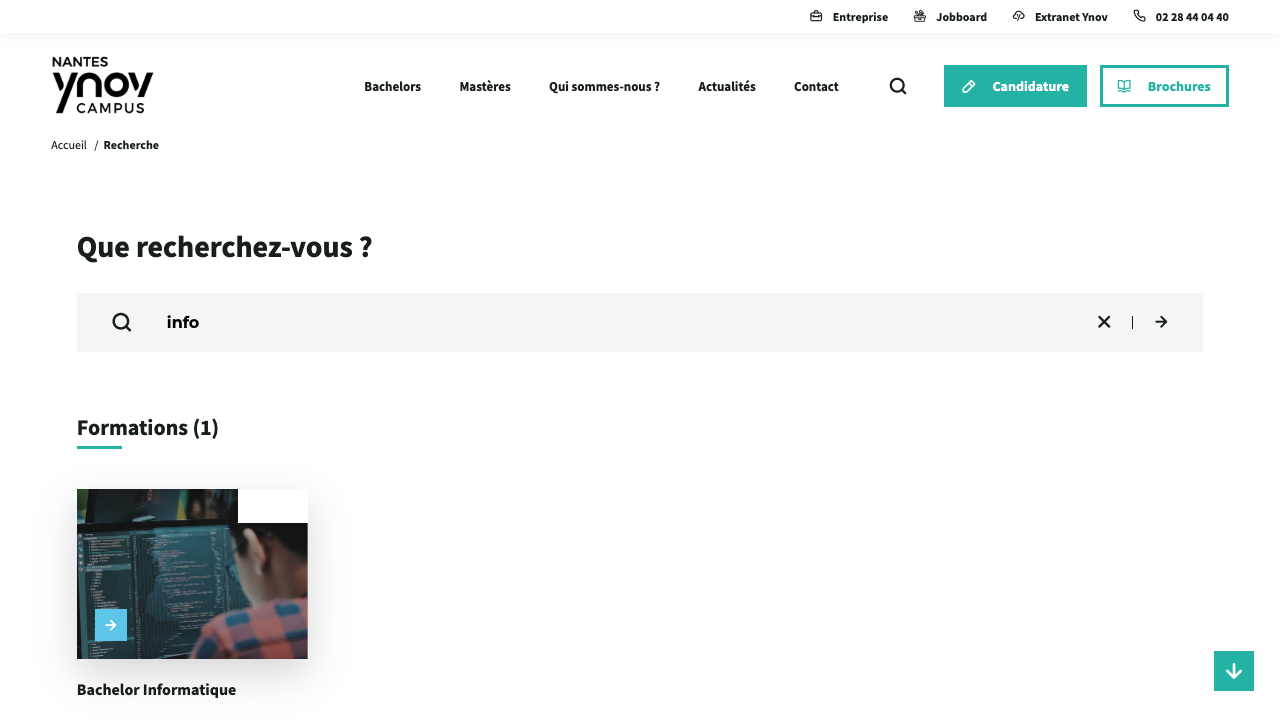 Entreprise
Jobboard
Extranet Ynov
02 28 44 04 40
NANTES
ynov
CAMPUS
Bachelors
Mastères
Qui sommes-nous ?
Actualités
Contact
Candidature
Brochures
Accueil / Recherche
Que recherchez-vous ?
info
Formations (1)
Bachelor Informatique